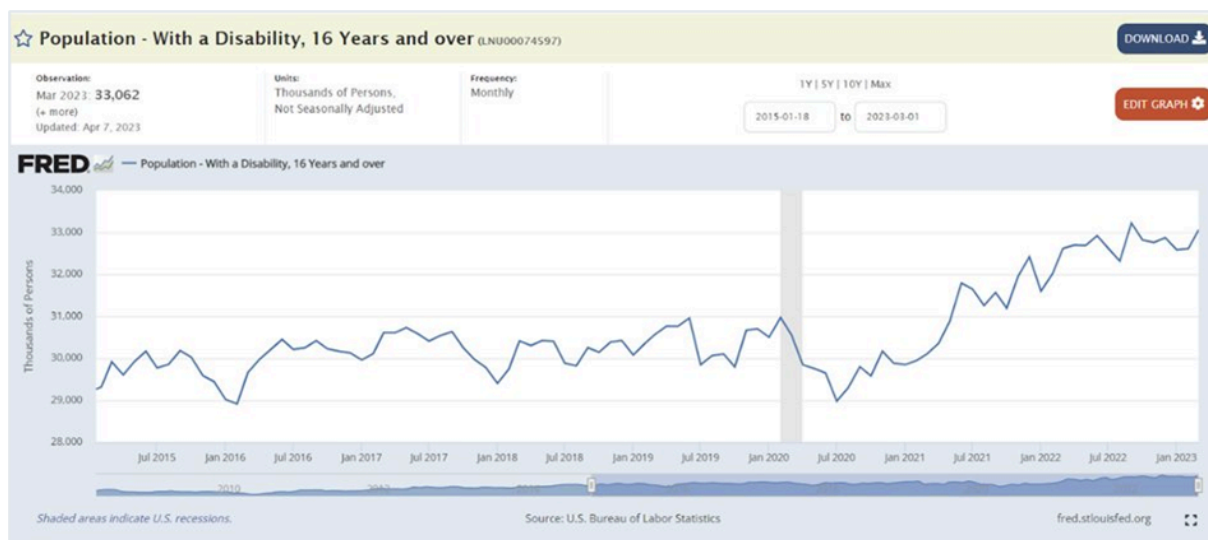 Population - With a Disability, 16 Years and over (LNU00074597)
DOWNLOAD
Observation:
Mar 2023: 33,062
(+ more)
Updated: Apr 7, 2023
Units:
Thousands of Persons,
Not Seasonally Adjusted
Frequency:
Monthly
1Y | 5Y | 10Y | Max
2015-01-18 to 2023-03-01
EDIT GRAPH
FRED Population - With a Disability, 16 Years and over
Thousands of Persons
34,000
33,000
32,000
31,000
30,000
29,000
28,000
Jul 2015 Jan 2016 Jul 2016 Jan 2017 Jul 2017 Jan 2018 Jul 2018 Jan 2019 Jul 2019 Jan 2020 Jul 2020 Jan 2021 Jul 2021 Jan 2022 Jul 2022 Jan 2023
2010
Shaded areas indicate U.S. recessions. Source: U.S. Bureau of Labor Statistics fred.stlouisfed.org